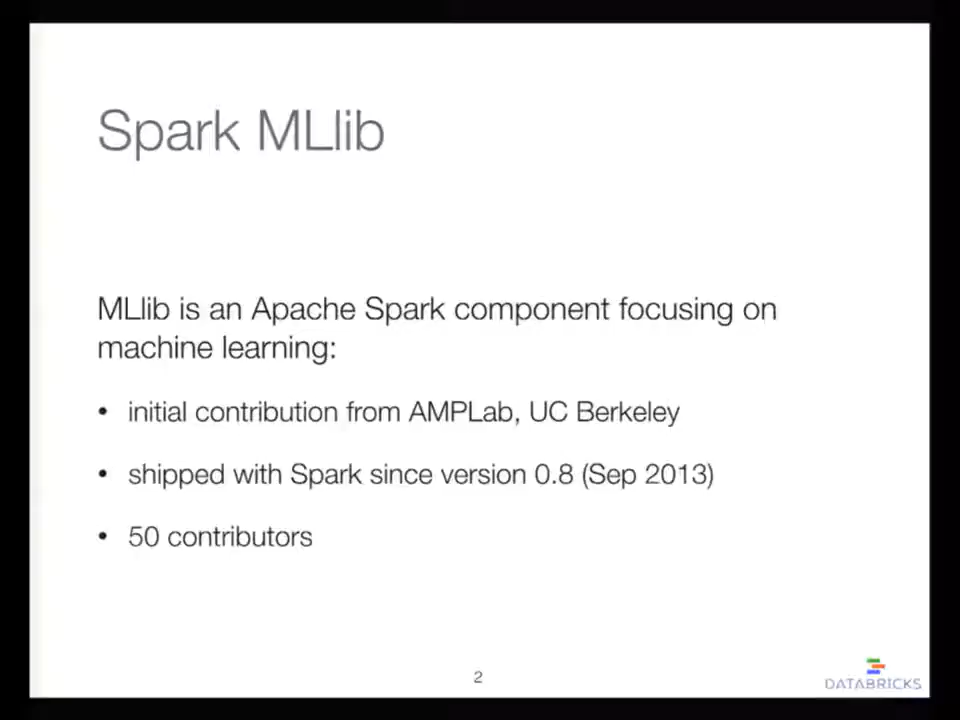 Spark MLlib
MLlib is an Apache Spark component focusing on
machine learning:
• initial contribution from AMPLab, UC Berkeley
• shipped with Spark since version 0.8 (Sep 2013)
• 50 contributors
2
DATABRICKS